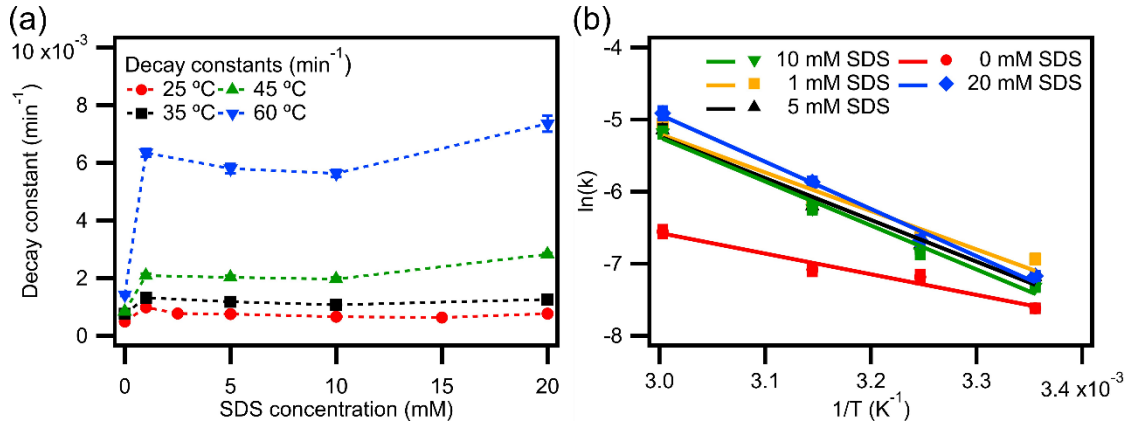 (a)
10 x10⁻³
8
6
4
2
0
Decay constant (min⁻¹)
Decay constants (min⁻¹)
25 ºC 45 ºC
35 ºC 60 ºC
0 5 10 15 20
SDS concentration (mM)
(b)
-4
-5
-6
-7
-8
ln(k)
10 mM SDS 0 mM SDS
1 mM SDS 20 mM SDS
5 mM SDS
3.0 3.1 3.2 3.3 3.4 x10⁻³
1/T (K⁻¹)